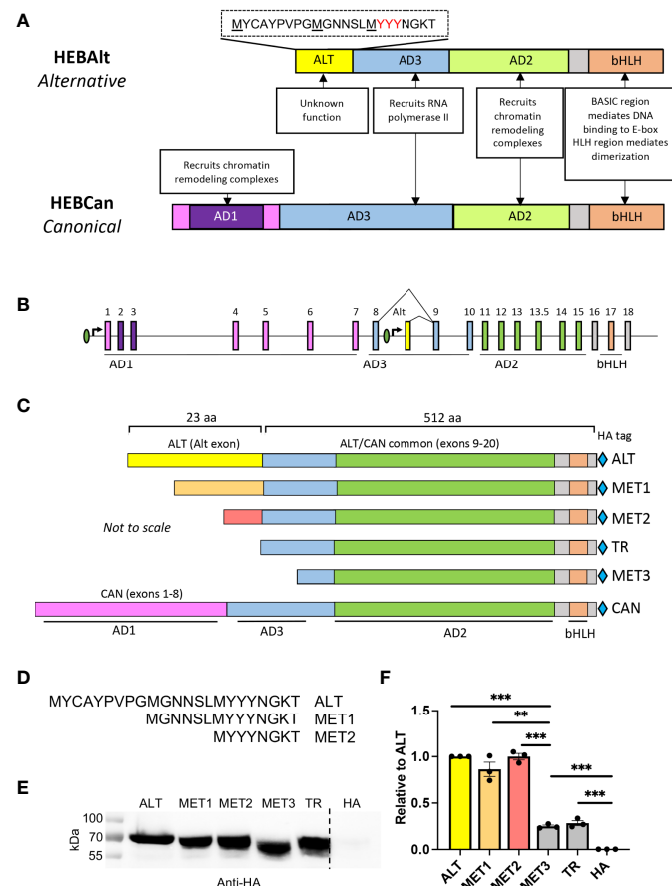 A
MYCAYPVPGMGNNSLMYYYNGKT
HEBAlt
Alternative
ALT AD3 AD2 bHLH
Unknown
function
Recruits RNA
polymerase II
Recruits
chromatin
remodeling
complexes
BASIC region
mediates DNA
binding to E-box
HLH region mediates
dimerization
Recruits chromatin
remodeling complexes
HEBCan
Canonical
AD1 AD3 AD2 bHLH
B
1 2 3 4 5 6 7 8 Alt 9 10 11 12 13 13.5 14 15 16 17 18
AD1 AD3 AD2 bHLH
C
23 aa 512 aa
ALT (Alt exon) ALT/CAN common (exons 9-20) HA tag
ALT
MET1
MET2
Not to scale
TR
MET3
CAN (exons 1-8)
CAN
AD1 AD3 AD2 bHLH
D
MYCAYPVPGMGNNSLMYYYNGKT ALT
MGNNSLMYYYNGKT MET1
MYYYNGKT MET2
E
ALT MET1 MET2 MET3 TR HA
kDa
100
70
55
Anti-HA
F
Relative to ALT
1.5
1.0
0.5
0.0
*** ** *** *** ***
ALT MET1 MET2 MET3 TR HA